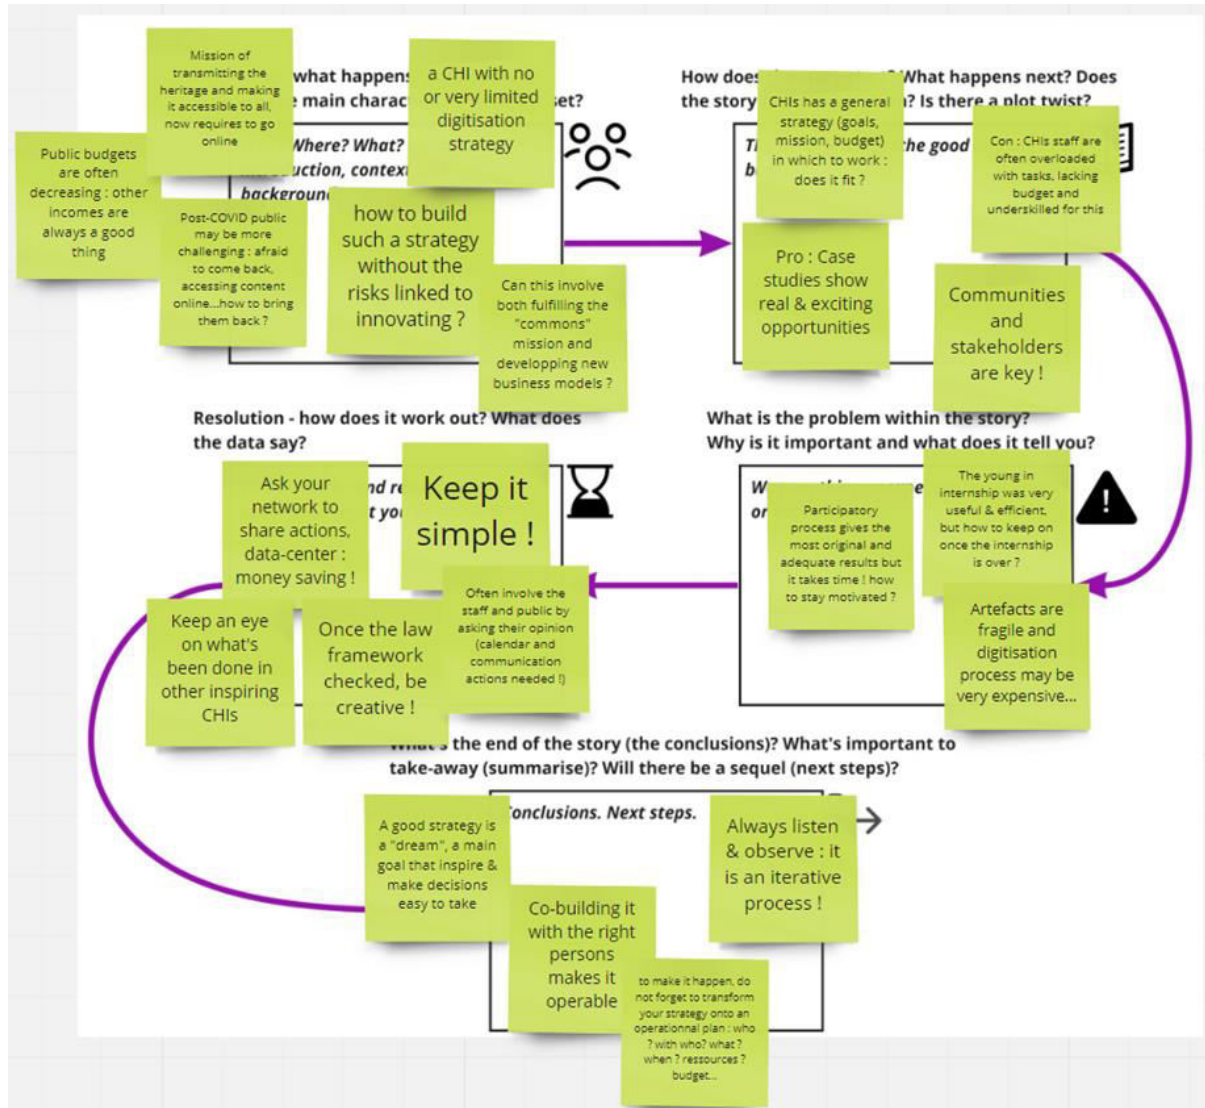 what happens
e main charac
set?
Where? What?
uction, contex
backgroun
Mission of
transmitting the
heritage and making
it accessible to all,
now requires to go
online
a CHI with no
or very limited
digitisation
strategy
Public budgets
are often
decreasing : other
incomes are
always a good
thing
Post-COVID public
may be more
challenging : afraid
to come back,
accessing content
online...how to bring
them back ?
how to build
such a strategy
without the
risks linked to
innovating ?
Can this involve
both fulfilling the
"commons"
mission and
developping new
business models ?
How does
What happens next? Does
the story
? Is there a plot twist?
he good
CHIs has a general
strategy (goals,
mission, budget)
in which to work :
does it fit ?
Con : CHIs staff are
often overloaded
with tasks, lacking
budget and
underskilled for this
Pro : Case
studies show
real & exciting
opportunities
Communities
and
stakeholders
are key !
Resolution - how does it work out? What does
the data say?
nd re
t yo
Ask your
network to
share actions,
data-center :
money saving !
Keep it
simple !
Keep an eye
on what's
been done in
other inspiring
CHIs
Once the law
framework
checked, be
creative !
Often involve the
staff and public by
asking their opinion
(calendar and
communication
actions needed !)
What is the problem within the story?
Why is it important and what does it tell you?
Participatory
process gives the
most original and
adequate results but
it takes time ! how
to stay motivated ?
The young in
internship was very
useful & efficient,
but how to keep on
once the internship
is over ?
Artefacts are
fragile and
digitisation
process may be
very expensive...
What's the end of the story (the conclusions)? What's important to
take-away (summarise)? Will there be a sequel (next steps)?
onclusions. Next steps.
A good strategy is
a "dream", a main
goal that inspire &
make decisions
easy to take
Co-building it
with the right
persons
makes it
operable
to make it happen, do
not forget to transform
your strategy onto an
operationnal plan : who
? with who? what ?
when ? ressources ?
budget...
Always listen
& observe : it
is an iterative
process !